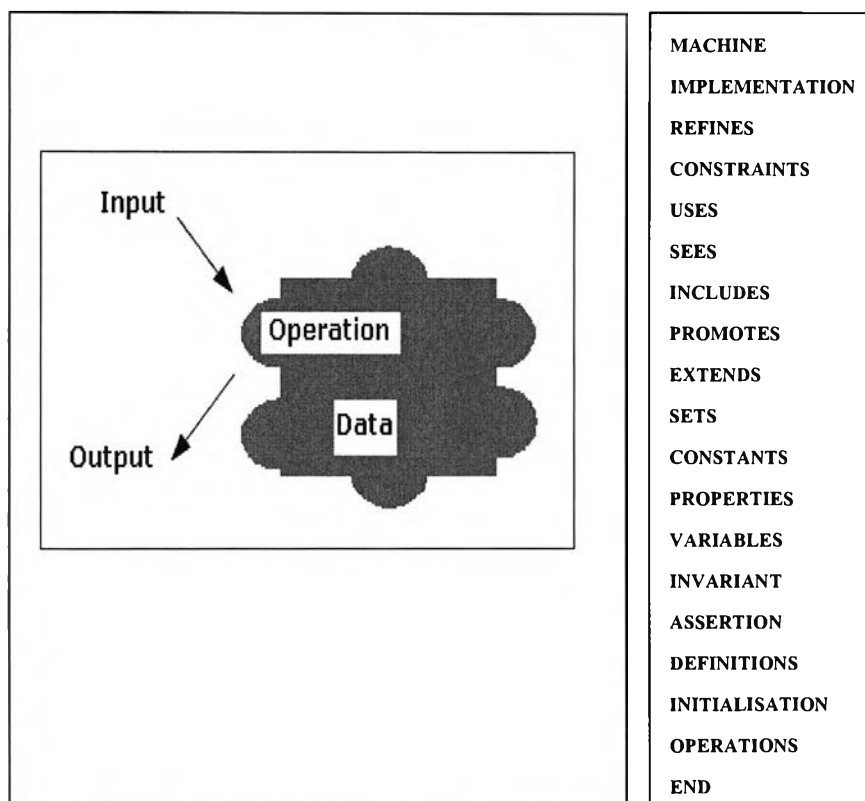 Input
Operation
Data
Output
MACHINE
IMPLEMENTATION
REFINES
CONSTRAINTS
USES
SEES
INCLUDES
PROMOTES
EXTENDS
SETS
CONSTANTS
PROPERTIES
VARIABLES
INVARIANT
ASSERTION
DEFINITIONS
INITIALISATION
OPERATIONS
END